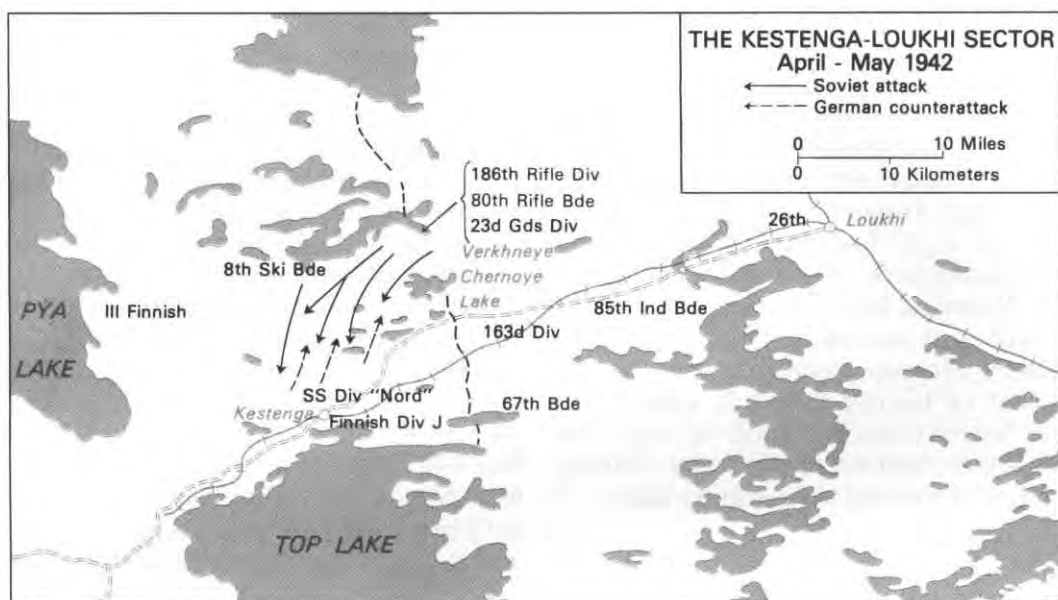 THE KESTENGA-LOUKHI SECTOR
April - May 1942
Soviet attack
German counterattack
0 10 Miles
0 10 Kilometers
186th Rifle Div
80th Rifle Bde
23d Gds Div
26th
Loukhi
Verkhneye
Chernoye
Lake
8th Ski Bde
PYA
LAKE
III Finnish
85th Ind Bde
163d Div
SS Div "Nord"
67th Bde
Kestenga
Finnish Div J
TOP LAKE